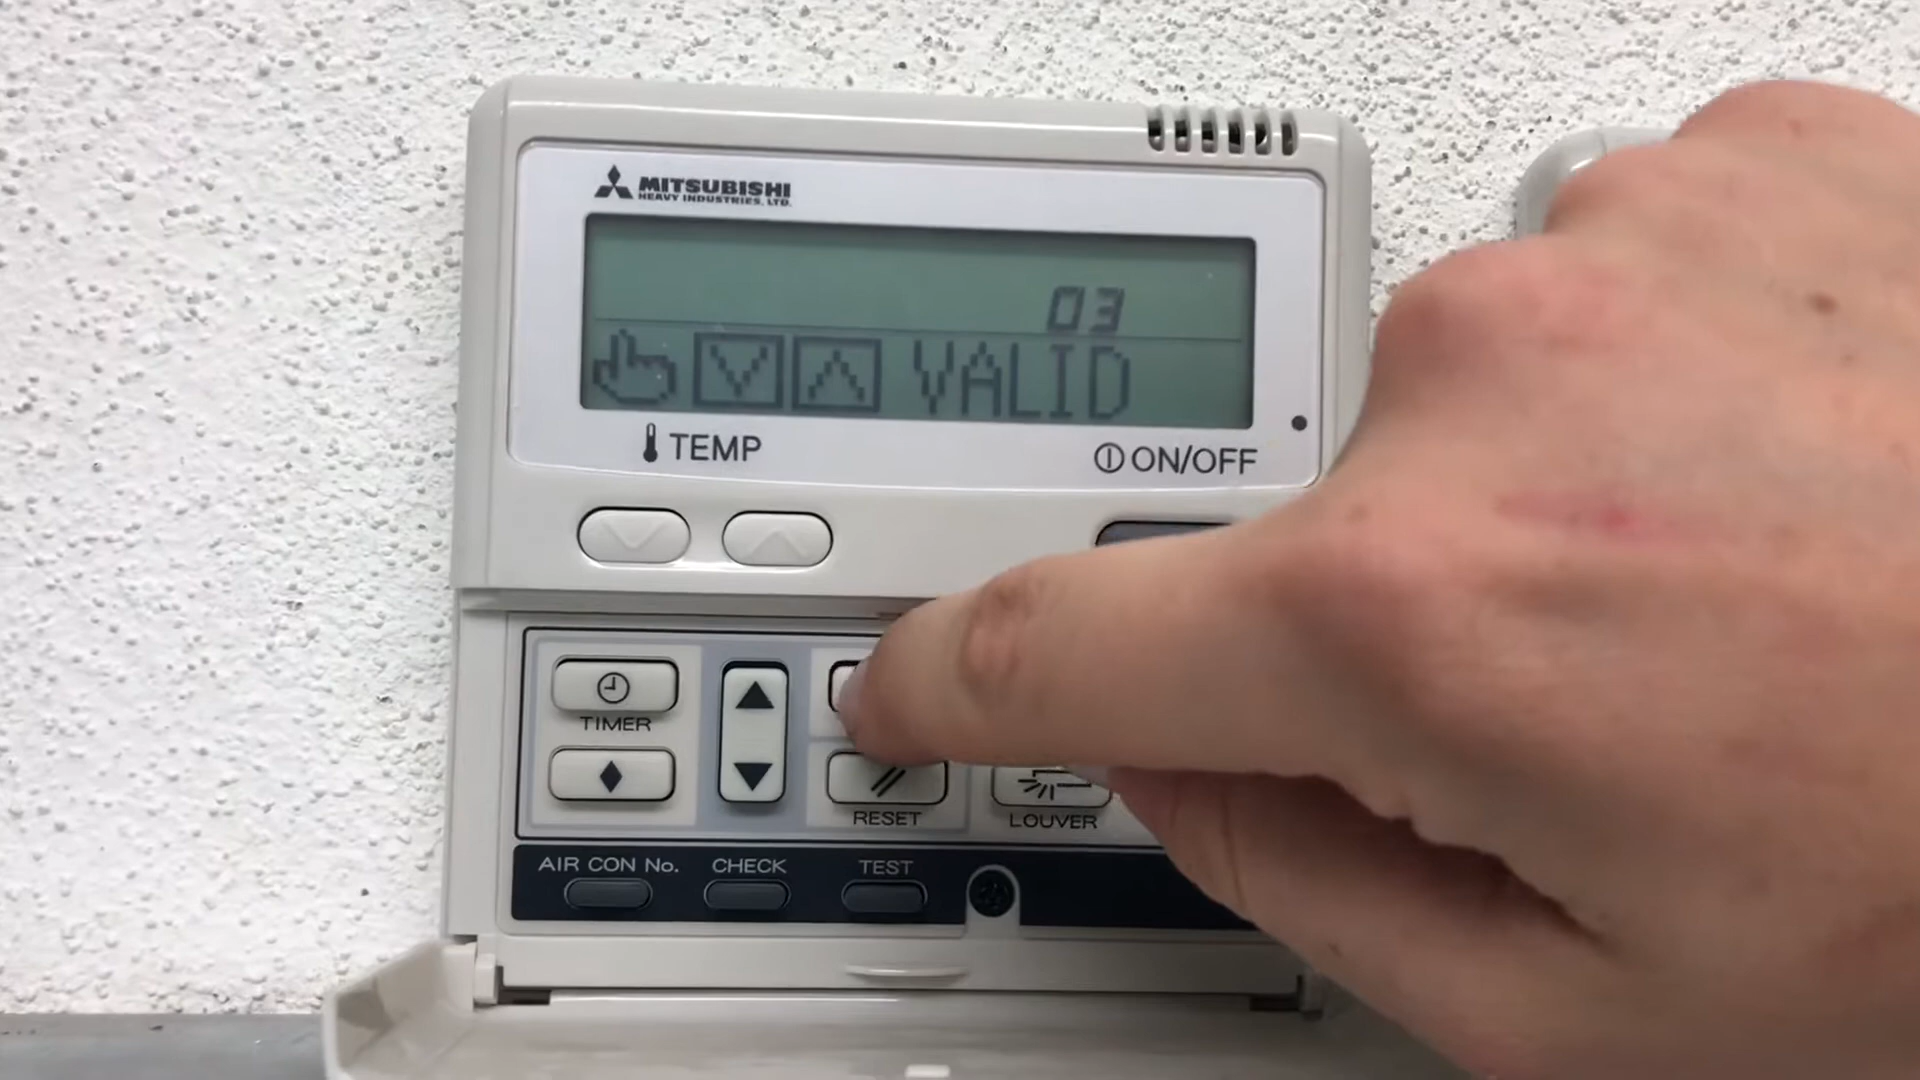 MITSUBISHI
HEAVY INDUSTRIES, LTD.
03
VALID
TEMP
ON/OFF
TIMER
RESET
LOUVER
AIR CON No.
CHECK
TEST